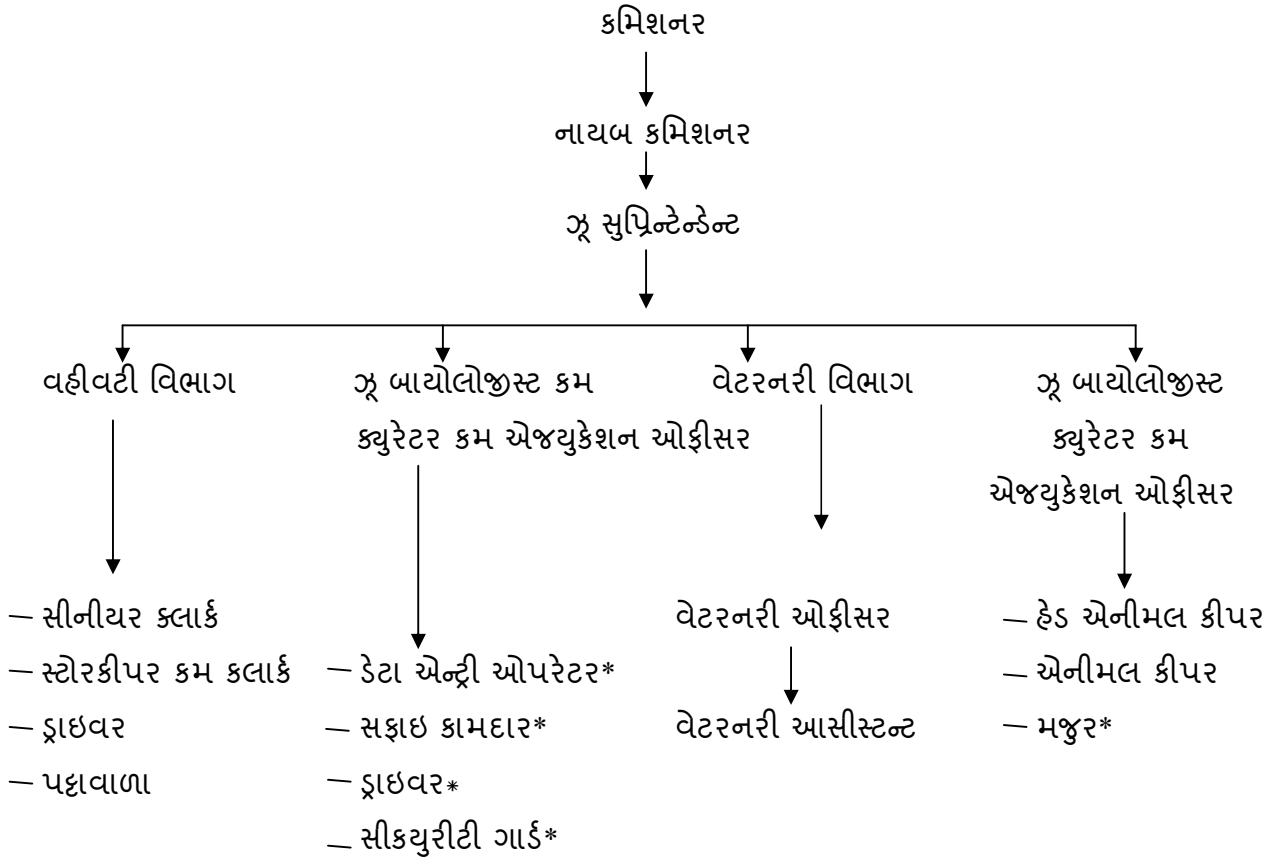 કમિશનર
નાયબ કમિશનર
ઝૂ સુપ્રિન્ટેન્ડેન્ટ
વહીવટી વિભાગ
– સીનીયર ક્લાર્ક
– સ્ટોરકીપર કમ કલાર્ક
– ડ્રાઇવર
– પટ્ટાવાળા
ઝૂ બાયોલોજીસ્ટ કમ
ક્યુરેટર કમ એજયુકેશન ઓફીસર
– ડેટા એન્ટ્રી ઓપરેટર*
– સફાઇ કામદાર*
– ડ્રાઇવર*
– સીકયુરીટી ગાર્ડ*
વેટરનરી વિભાગ
વેટરનરી ઓફીસર
વેટરનરી આસીસ્ટન્ટ
ઝૂ બાયોલોજીસ્ટ
ક્યુરેટર કમ
એજયુકેશન ઓફીસર
– હેડ એનીમલ કીપર
– એનીમલ કીપર
– મજુર*